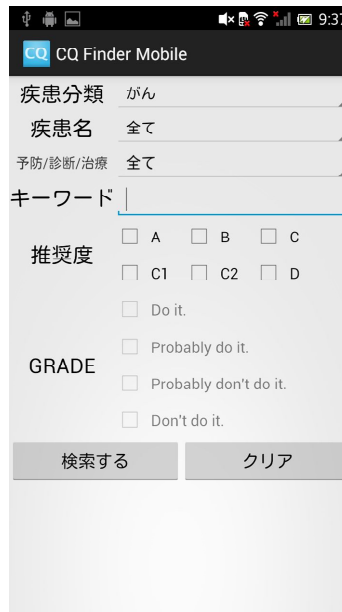 9:37
CQ CQ Finder Mobile
疾患分類 がん
疾患名 全て
予防/診断/治療 全て
キーワード
推奨度
A B C
C1 C2 D
GRADE
Do it.
Probably do it.
Probably don't do it.
Don't do it.
検索する クリア